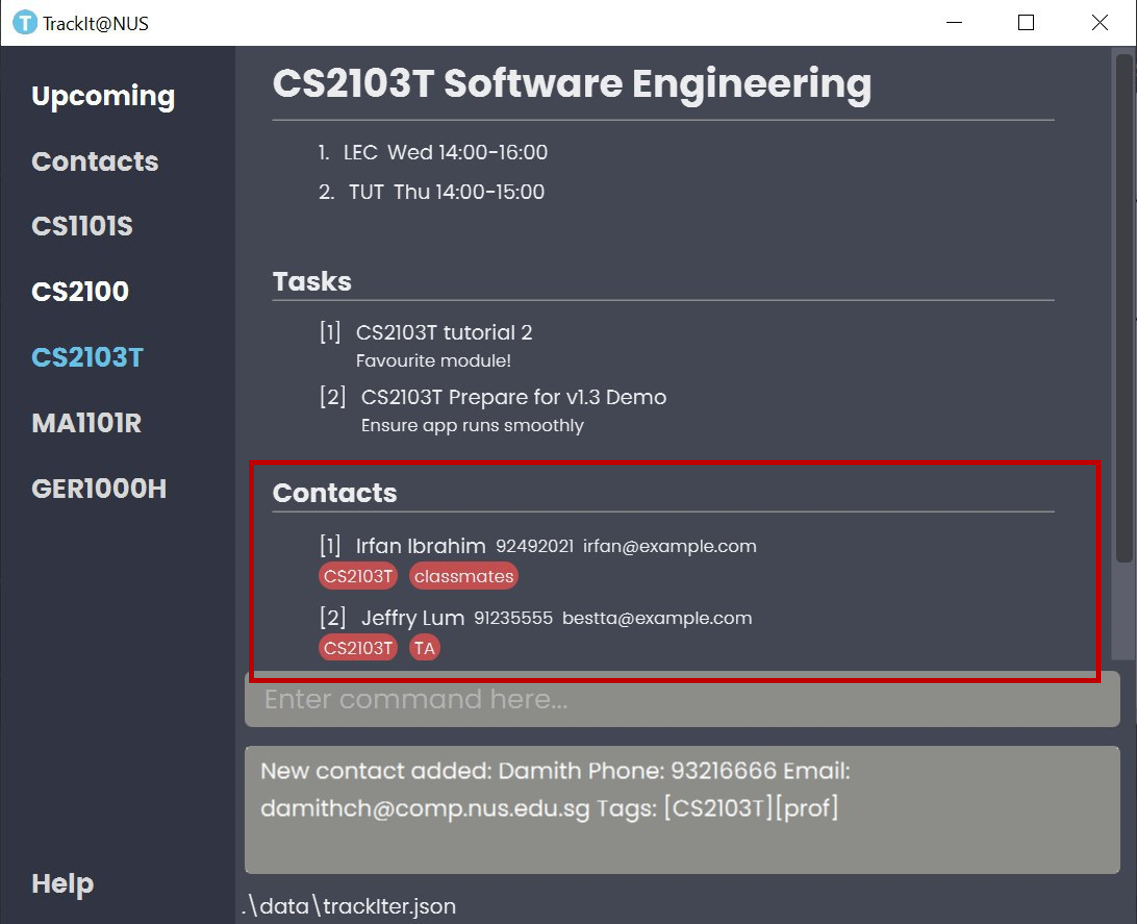 TrackIt@NUS
Upcoming
Contacts
CS1101S
CS2100
CS2103T
MA1101R
GER1000H
Help
CS2103T Software Engineering
1. LEC Wed 14:00-16:00
2. TUT Thu 14:00-15:00
Tasks
[1] CS2103T tutorial 2
Favourite module!
[2] CS2103T Prepare for v1.3 Demo
Ensure app runs smoothly
Contacts
[1] Irfan Ibrahim 92492021 irfan@example.com
CS2103T classmates
[2] Jeffry Lum 91235555 bestta@example.com
CS2103T TA
Enter command here...
New contact added: Damith Phone: 93216666 Email:
damithch@comp.nus.edu.sg Tags: [CS2103T][prof]
.\data\trackIter.json